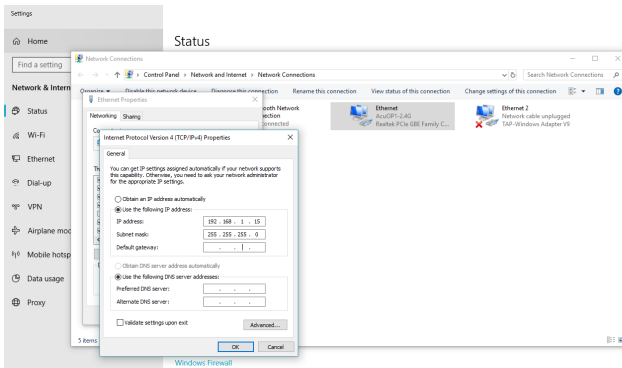 Settings
Home
Find a setting
Network & Intern
Status
Wi-Fi
Ethernet
Dial-up
VPN
Airplane mod
Mobile hotsp
Data usage
Proxy
Status
Network Connections
Control Panel > Network and Internet > Network Connections
Search Network Connections
Organize Disable this network device Diagnose this connection Rename this connection View status of this connection Change settings of this connection
Ethernet Properties
Networking Sharing
ooth Network
ection
onnected
Ethernet
AcuOP1-2.4G
Realtek PCIe GBE Family C...
Ethernet 2
Network cable unplugged
TAP-Windows Adapter V9
Internet Protocol Version 4 (TCP/IPv4) Properties
General
You can get IP settings assigned automatically if your network supports
this capability. Otherwise, you need to ask your network administrator
for the appropriate IP settings.
Obtain an IP address automatically
Use the following IP address:
IP address: 192 . 168 . 1 . 15
Subnet mask: 255 . 255 . 255 . 0
Default gateway: . . .
Obtain DNS server address automatically
Use the following DNS server addresses:
Preferred DNS server: . . .
Alternate DNS server: . . .
Validate settings upon exit
Advanced...
OK Cancel
5 items
Windows Firewall